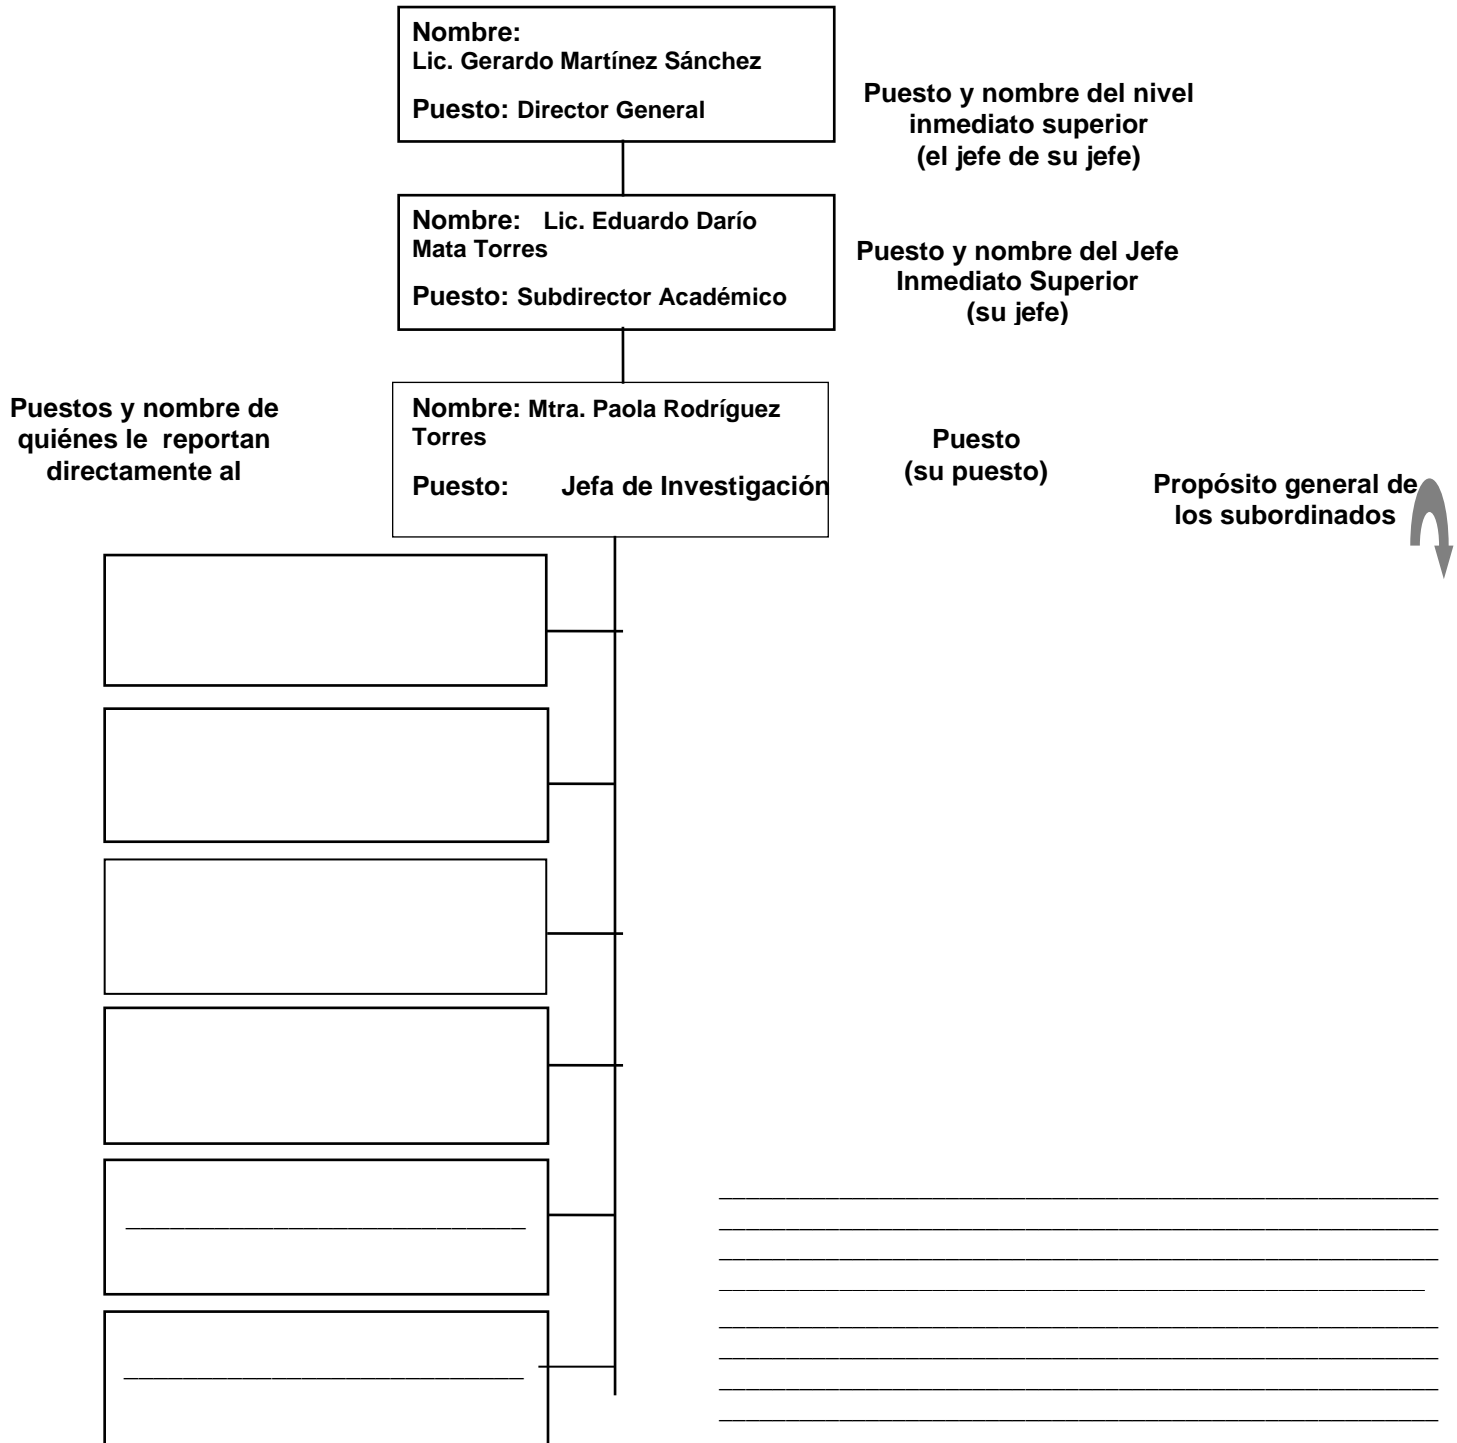 Nombre:
Lic. Gerardo Martínez Sánchez
Puesto: Director General
Puesto y nombre del nivel
inmediato superior
(el jefe de su jefe)
Nombre: Lic. Eduardo Darío
Mata Torres
Puesto: Subdirector Académico
Puesto y nombre del Jefe
Inmediato Superior
(su jefe)
Puestos y nombre de
quiénes le reportan
directamente al
Nombre: Mtra. Paola Rodríguez
Torres
Puesto: Jefa de Investigación
Puesto
(su puesto)
Propósito general de
los subordinados